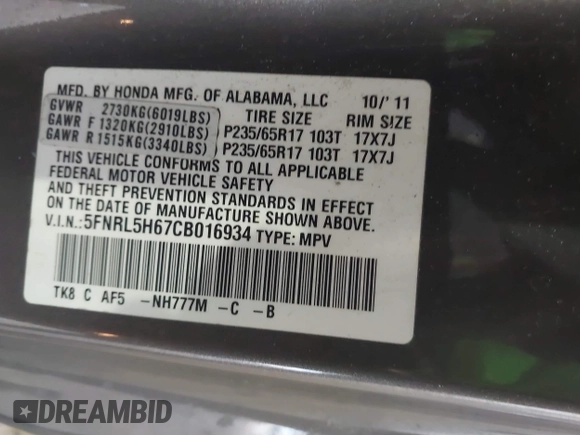 MFD. BY HONDA MFG. OF ALABAMA, LLC 10/'11
GVWR 2730KG(6019LBS) TIRE SIZE RIM SIZE
GAWR F 1320KG(2910LBS) P235/65R17 103T 17X7J
GAWR R 1515KG(3340LBS) P235/65R17 103T 17X7J
THIS VEHICLE CONFORMS TO ALL APPLICABLE
FEDERAL MOTOR VEHICLE SAFETY
AND THEFT PREVENTION STANDARDS IN EFFECT
ON THE DATE OF MANUFACTURE SHOWN ABOVE.
V.I.N.:5FNRL5H67CB016934 TYPE: MPV
TK8 C AF5 -NH777M -C -B
DREAMBID